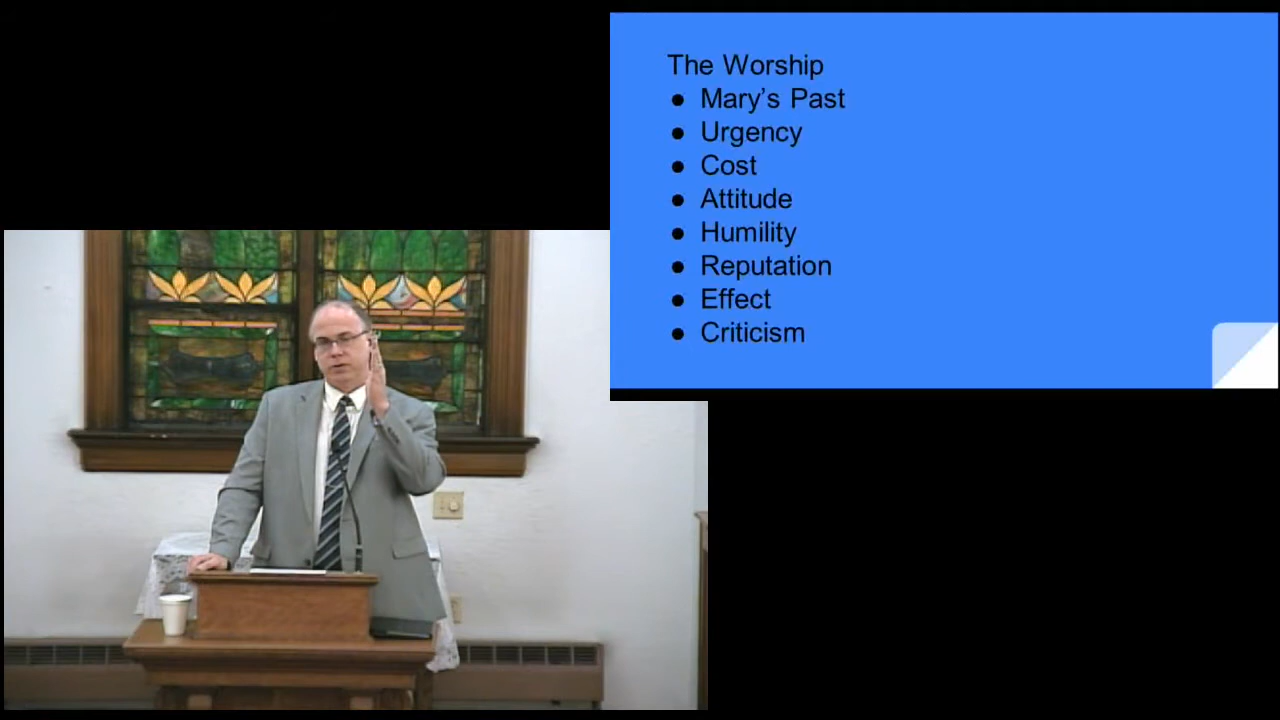 The Worship
● Mary’s Past
● Urgency
● Cost
● Attitude
● Humility
● Reputation
● Effect
● Criticism